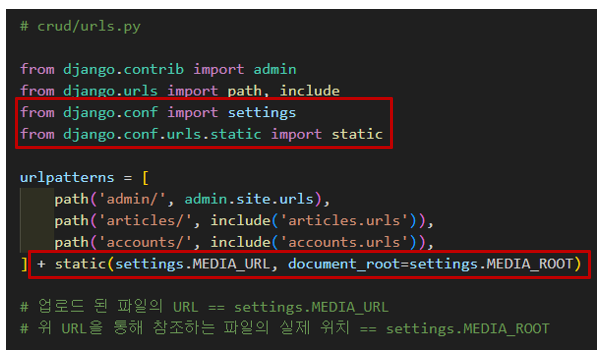 # crud/urls.py
from django.contrib import admin
from django.urls import path, include
from django.conf import settings
from django.conf.urls.static import static
urlpatterns = [
    path('admin/', admin.site.urls),
    path('articles/', include('articles.urls')),
    path('accounts/', include('accounts.urls')),
] + static(settings.MEDIA_URL, document_root=settings.MEDIA_ROOT)
# 업로드 된 파일의 URL == settings.MEDIA_URL
# 위 URL을 통해 참조하는 파일의 실제 위치 == settings.MEDIA_ROOT